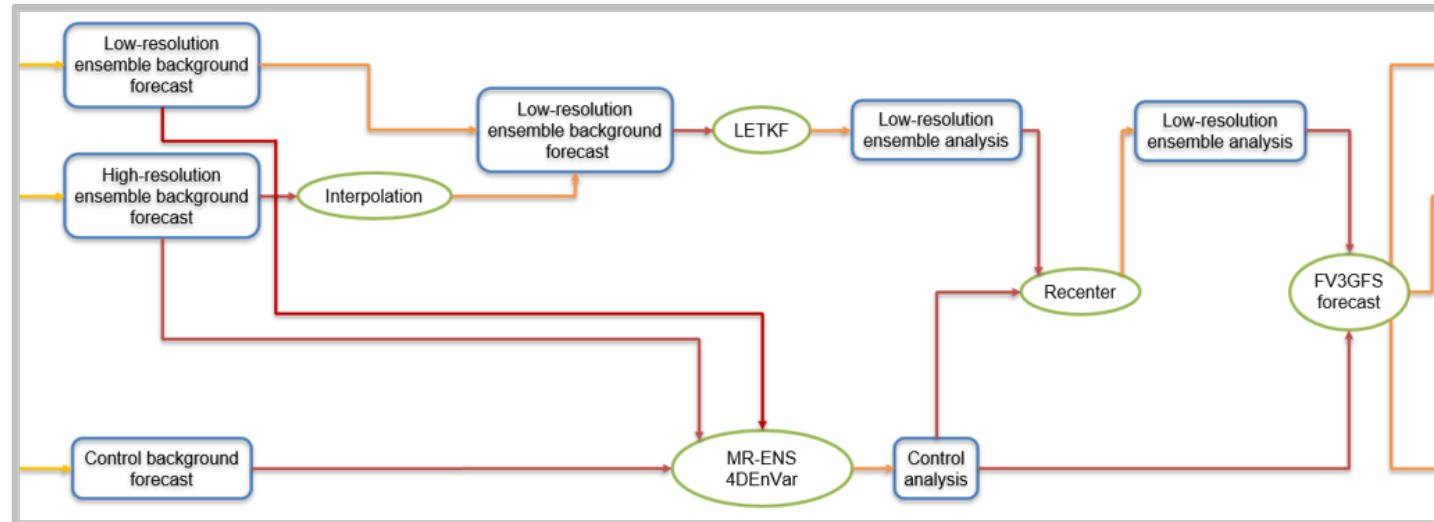 Low-resolution
ensemble background
forecast
Low-resolution
ensemble background
forecast
LETKF
Low-resolution
ensemble analysis
Low-resolution
ensemble analysis
High-resolution
ensemble background
forecast
Interpolation
Recenter
FV3GFS
forecast
Control background
forecast
MR-ENS
4DEnVar
Control
analysis